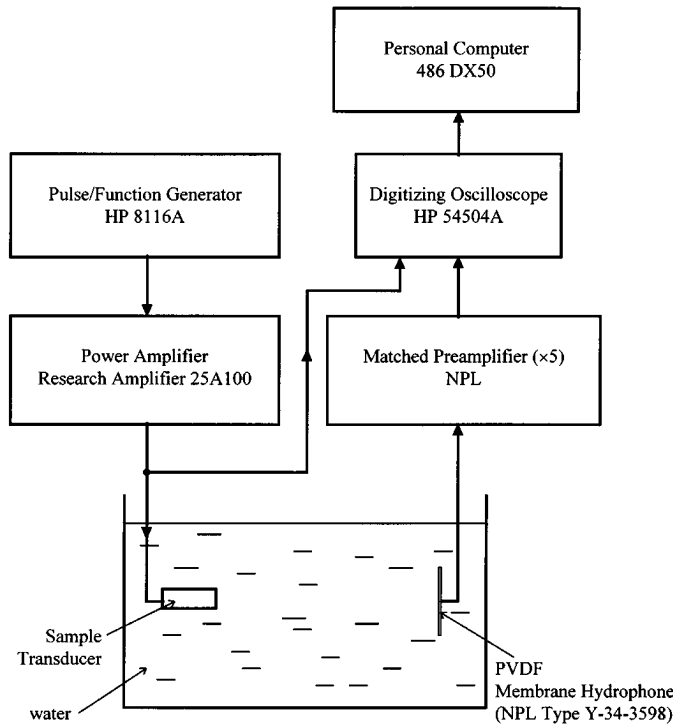 Personal Computer
486 DX50
Pulse/Function Generator
HP 8116A
Digitizing Oscilloscope
HP 54504A
Power Amplifier
Research Amplifier 25A100
Matched Preamplifier (×5)
NPL
Sample
Transducer
water
PVDF
Membrane Hydrophone
(NPL Type Y-34-3598)